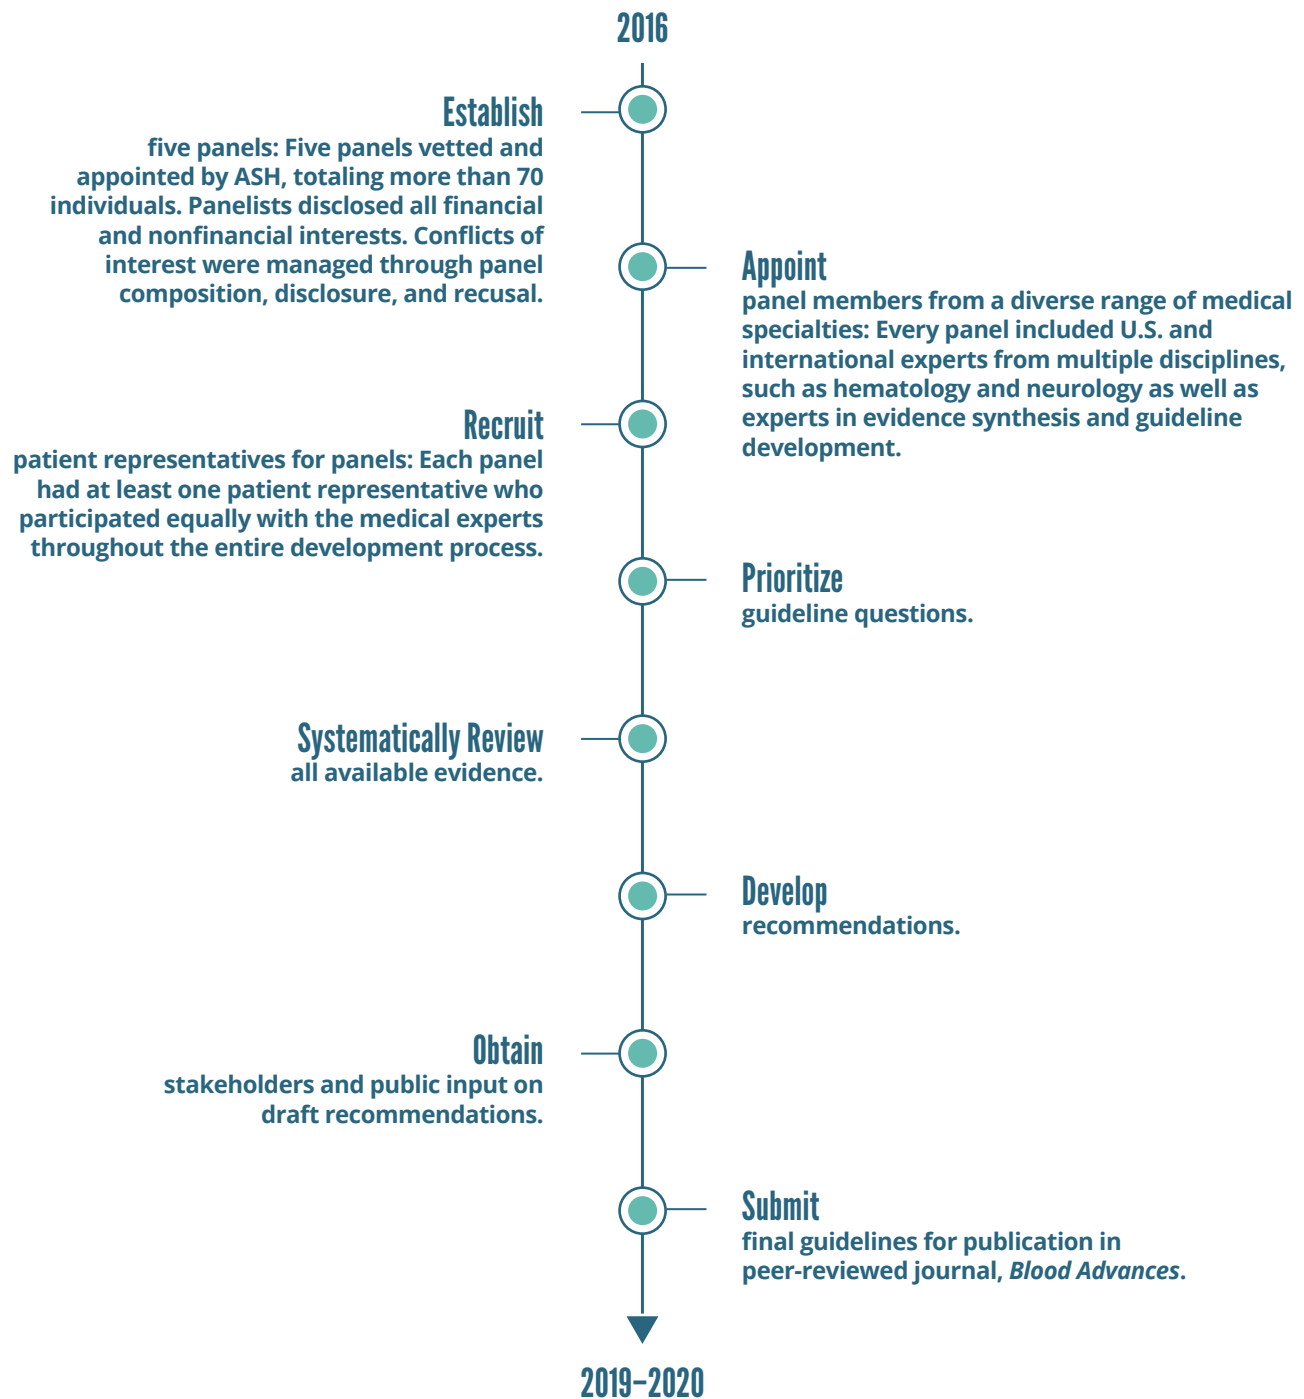 2016
Establish
five panels: Five panels vetted and
appointed by ASH, totaling more than 70
individuals. Panelists disclosed all financial
and nonfinancial interests. Conflicts of
interest were managed through panel
composition, disclosure, and recusal.
Appoint
panel members from a diverse range of medical
specialties: Every panel included U.S. and
international experts from multiple disciplines,
such as hematology and neurology as well as
experts in evidence synthesis and guideline
development.
Recruit
patient representatives for panels: Each panel
had at least one patient representative who
participated equally with the medical experts
throughout the entire development process.
Prioritize
guideline questions.
Systematically Review
all available evidence.
Develop
recommendations.
Obtain
stakeholders and public input on
draft recommendations.
Submit
final guidelines for publication in
peer-reviewed journal, Blood Advances.
2019–2020